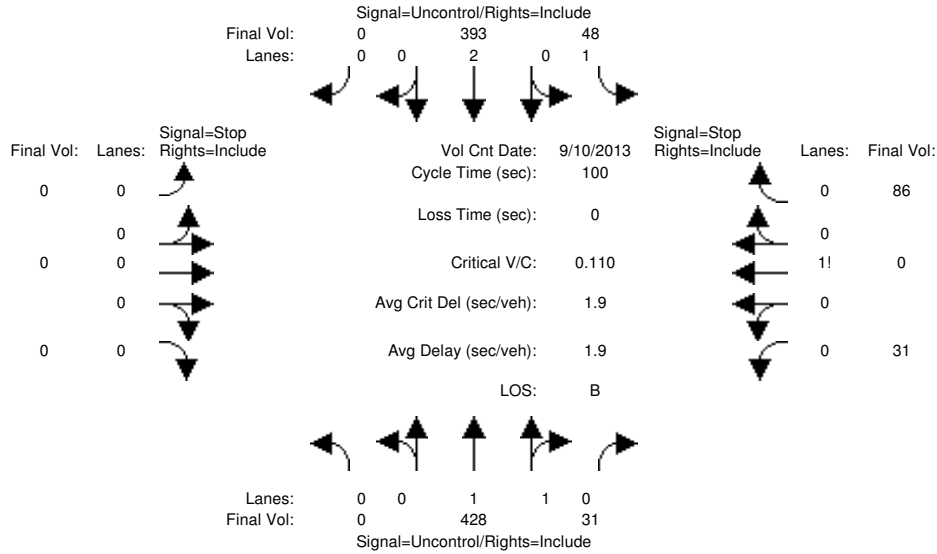 Signal=Uncontrol/Rights=Include
Final Vol: 0 393 48
Lanes: 0 0 2 0 1
Signal=Stop
Final Vol: Lanes: Rights=Include
Vol Cnt Date: 9/10/2013
Signal=Stop
Rights=Include Lanes: Final Vol:
Cycle Time (sec): 100
0 0
0 86
Loss Time (sec): 0
0
0
0 0
Critical V/C: 0.110
1! 0
0
Avg Crit Del (sec/veh): 1.9
0
0 0
Avg Delay (sec/veh): 1.9
0 31
LOS: B
Lanes: 0 0 1 1 0
Final Vol: 0 428 31
Signal=Uncontrol/Rights=Include